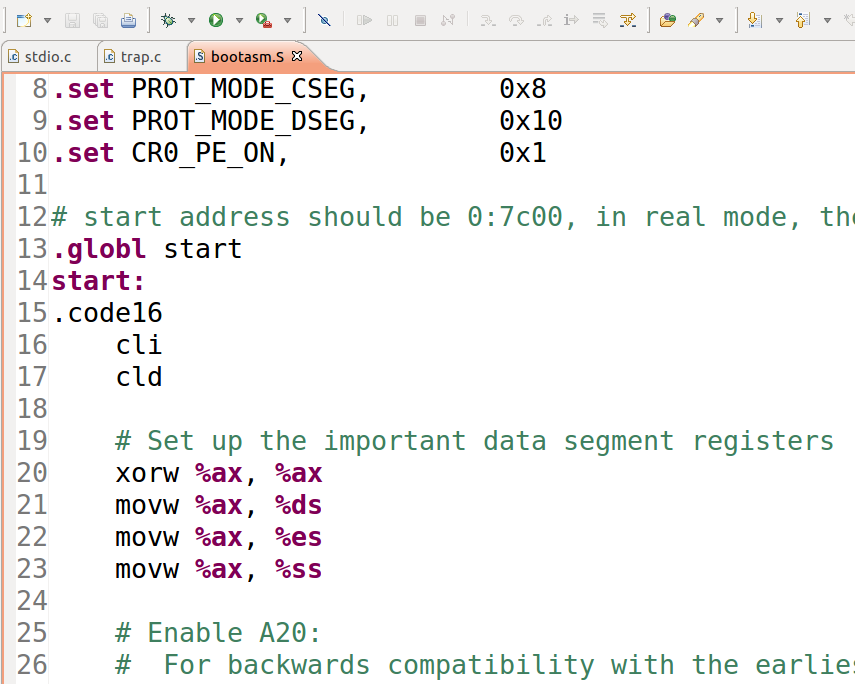 stdio.c trap.c bootasm.S
8 .set PROT_MODE_CSEG, 0x8
9 .set PROT_MODE_DSEG, 0x10
10 .set CR0_PE_ON, 0x1
11
12 # start address should be 0:7c00, in real mode, the
13 .globl start
14 start:
15 .code16
16 cli
17 cld
18
19 # Set up the important data segment registers
20 xorw %ax, %ax
21 movw %ax, %ds
22 movw %ax, %es
23 movw %ax, %ss
24
25 # Enable A20:
26 # For backwards compatibility with the earlies